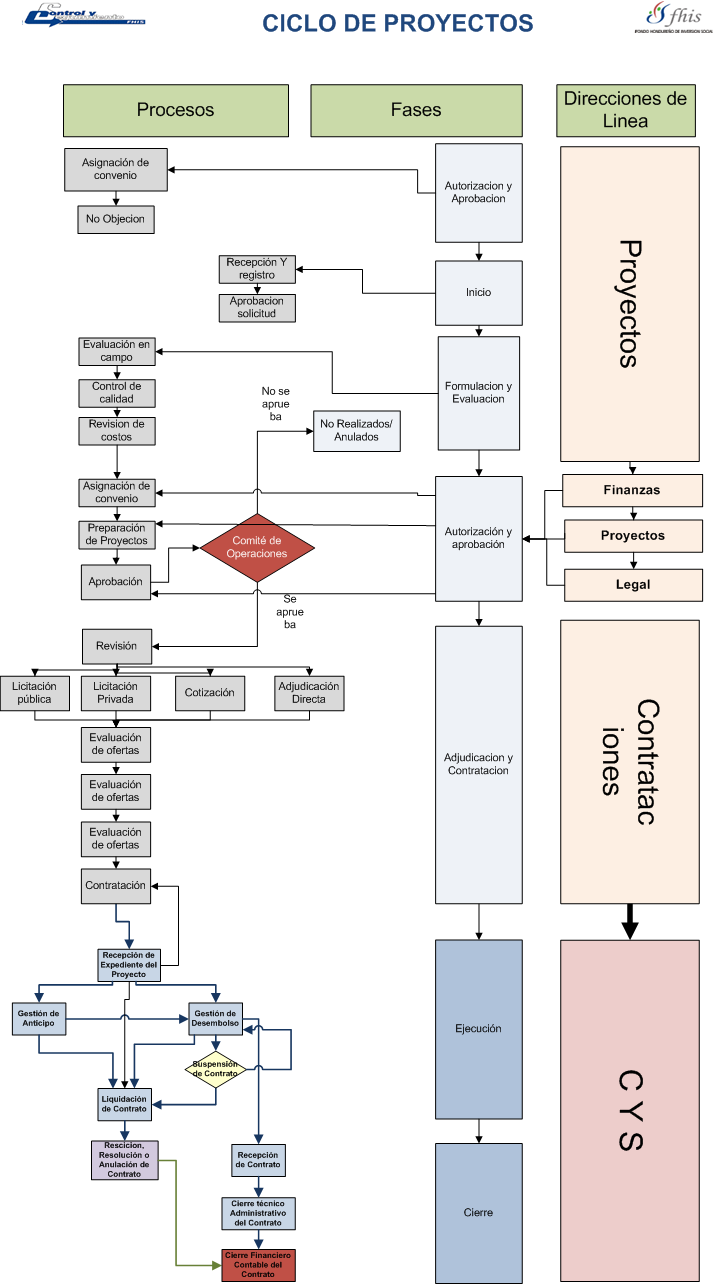 Control y
Seguimiento
FHIS
CICLO DE PROYECTOS
fhis
FONDO HONDUREÑO DE INVERSION SOCIAL
Procesos
Fases
Direcciones de
Linea
Asignación de
convenio
No Objecion
Autorizacion y
Aprobacion
Proyectos
Recepción Y
registro
Aprobacion
solicitud
Inicio
Evaluación en
campo
Control de
calidad
Revision de
costos
Formulacion y
Evaluacion
No se
aprue
ba
No Realizados/
Anulados
Asignación de
convenio
Preparación
de Proyectos
Aprobación
Comité de
Operaciones
Autorización y
aprobación
Finanzas
Proyectos
Legal
Se
aprue
ba
Revisión
Licitación
pública
Licitación
Privada
Cotización
Adjudicación
Directa
Evaluación
de ofertas
Evaluación
de ofertas
Evaluación
de ofertas
Contratación
Adjudicacion y
Contratacion
Contratac
iones
Recepción de
Expediente del
Proyecto
Gestión de
Anticipo
Gestión de
Desembolso
Suspensión
de Contrato
Liquidación
de Contrato
Ejecución
C Y S
Rescicion,
Resolución o
Anulación de
Contrato
Recepción
de Contrato
Cierre técnico
Administrativo
del Contrato
Cierre Financiero
Contable del
Contrato
Cierre